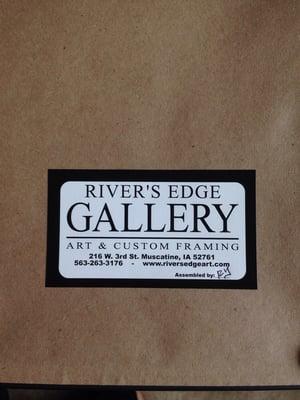 RIVER'S EDGE
GALLERY
ART & CUSTOM FRAMING
216 W. 3rd St. Muscatine, IA 52761
563-263-3176 - www.riversedgeart.com
Assembled by: